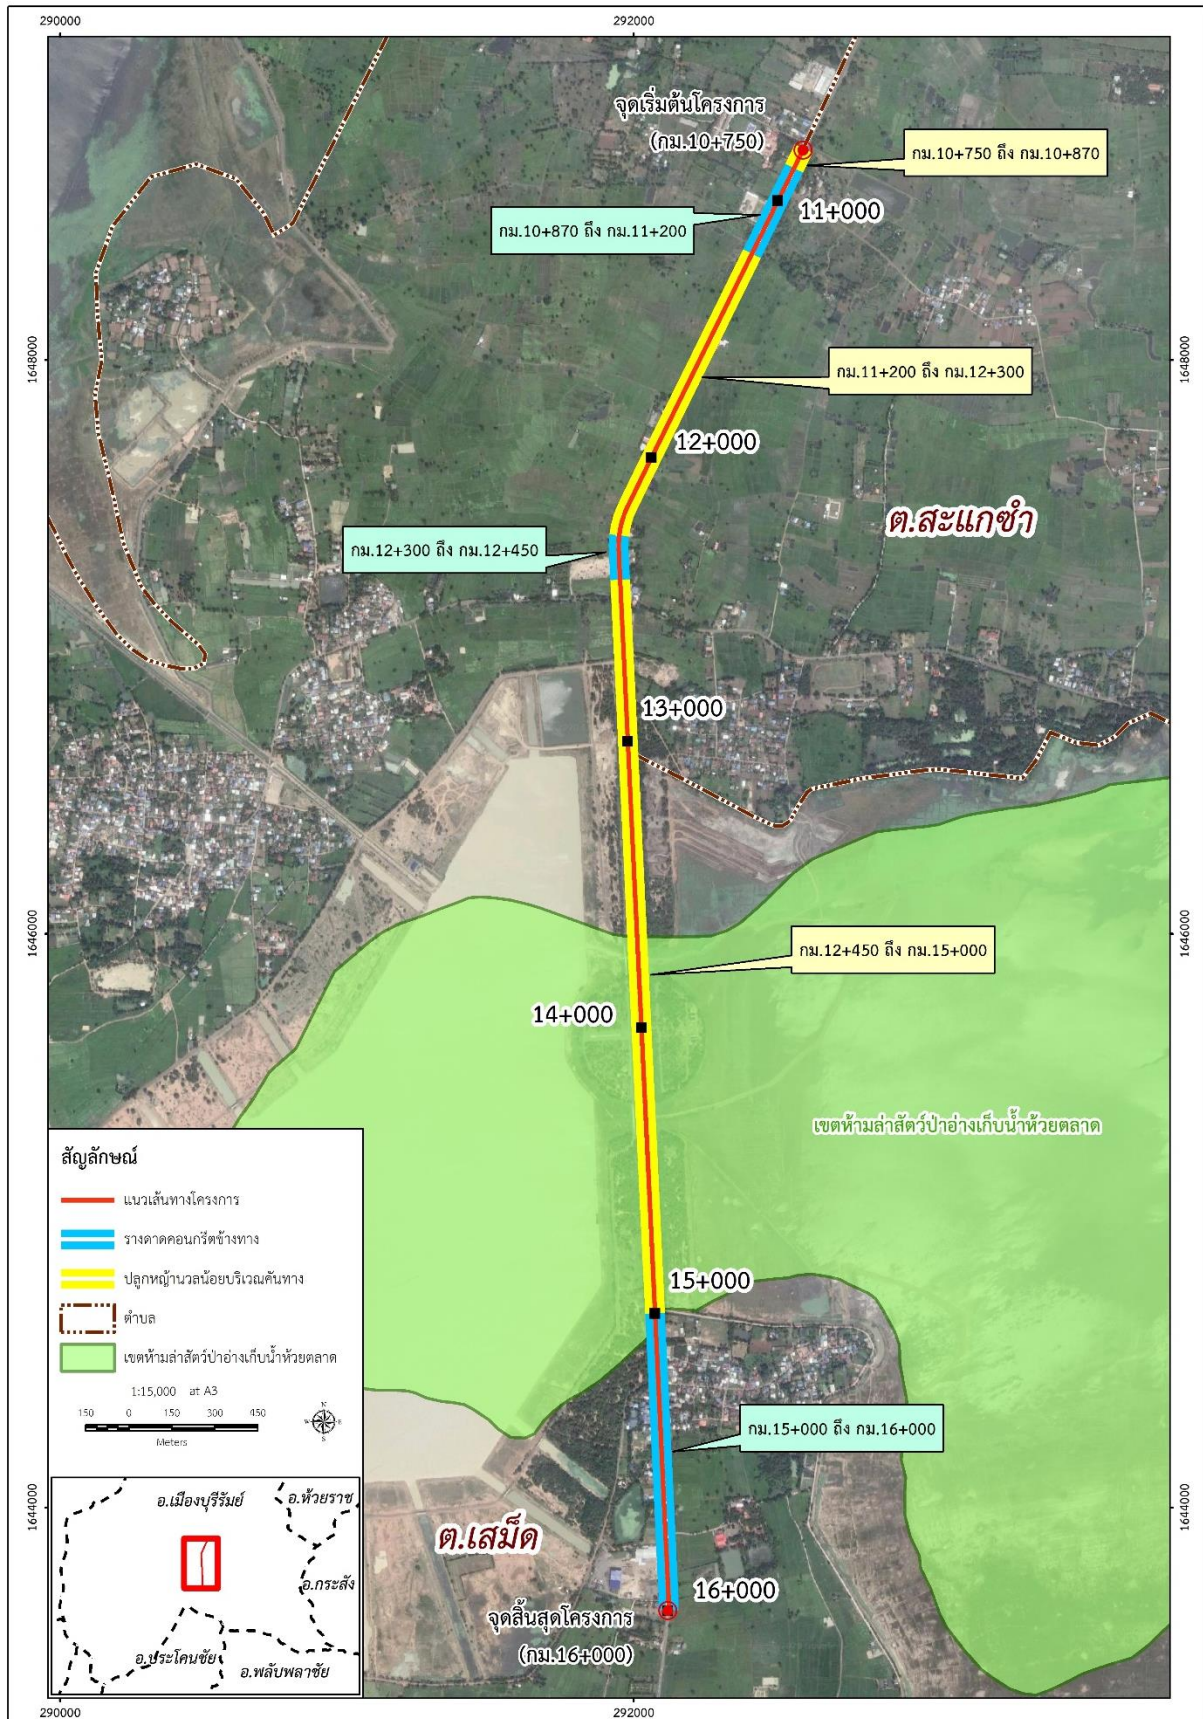 290000
292000
จุดเริ่มต้นโครงการ
(กม.10+750)
กม.10+750 ถึง กม.10+870
กม.10+870 ถึง กม.11+200
11+000
1648000
1648000
กม.11+200 ถึง กม.12+300
12+000
ต.สะแกซำ
กม.12+300 ถึง กม.12+450
13+000
1646000
1646000
กม.12+450 ถึง กม.15+000
14+000
เขตห้ามล่าสัตว์ป่าอ่างเก็บน้ำห้วยตลาด
15+000
กม.15+000 ถึง กม.16+000
1644000
1644000
ต.เสม็ด
16+000
จุดสิ้นสุดโครงการ
(กม.16+000)
สัญลักษณ์
แนวเส้นทางโครงการ
รางดาดคอนกรีตข้างทาง
ปลูกหญ้านวลน้อยบริเวณคันทาง
ตำบล
เขตห้ามล่าสัตว์ป่าอ่างเก็บน้ำห้วยตลาด
1:15,000 at A3
150 0 150 300 450
Meters
N
W E
S
อ.เมืองบุรีรัมย์
อ.ห้วยราช
อ.กระสัง
อ.ประโคนชัย
อ.พลับพลาชัย
290000
292000